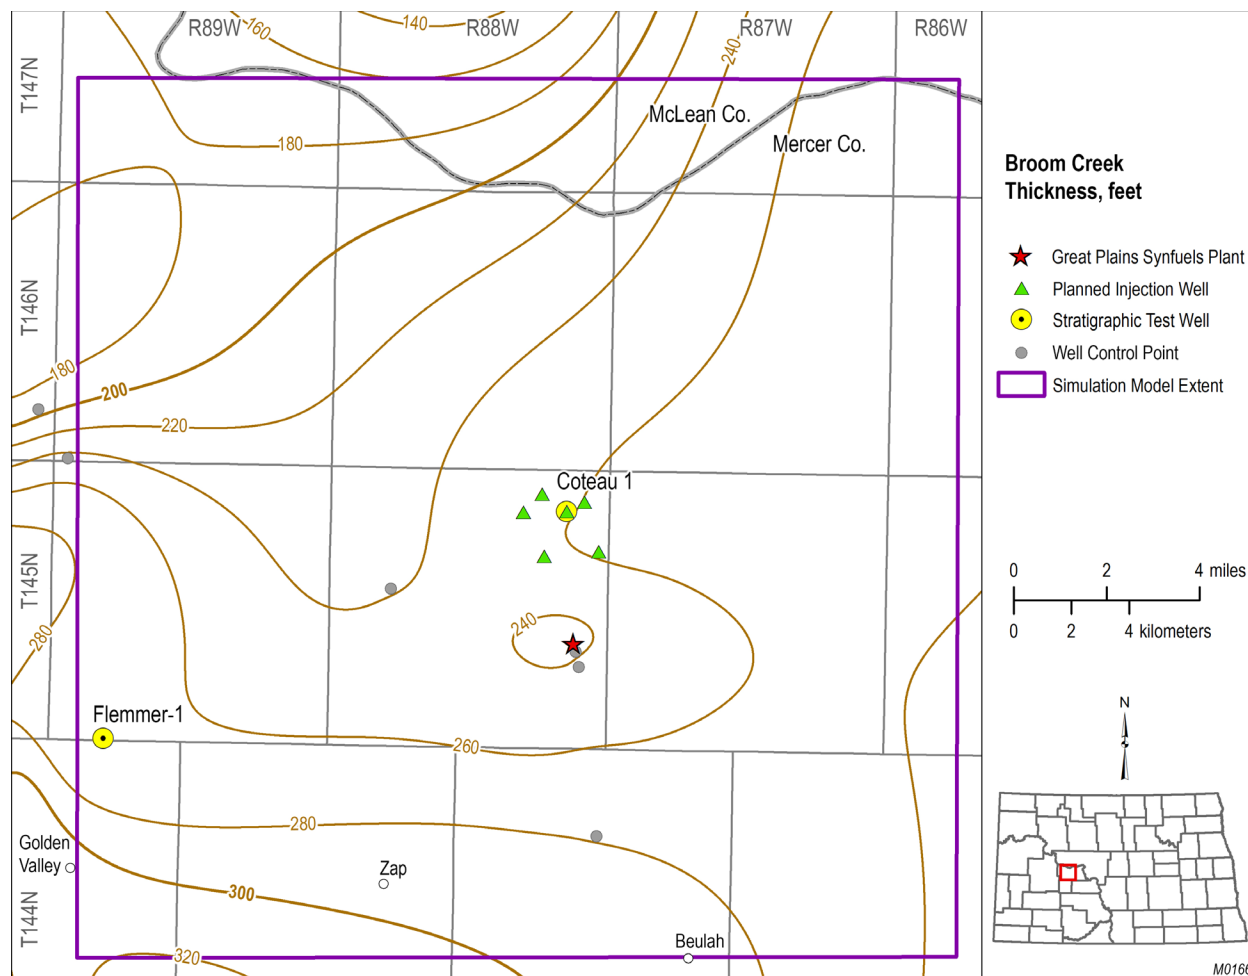 R89W
160
140
R88W
R87W
240
R86W
T147N
McLean Co.
180
Mercer Co.
Broom Creek
Thickness, feet
Great Plains Synfuels Plant
Planned Injection Well
T146N
Stratigraphic Test Well
Well Control Point
180
200
Simulation Model Extent
220
Coteau 1
T145N
0 2 4 miles
0 2 4 kilometers
240
280
Flemmer-1
N
260
280
Golden
Valley
Zap
300
T144N
Beulah
320
M0166